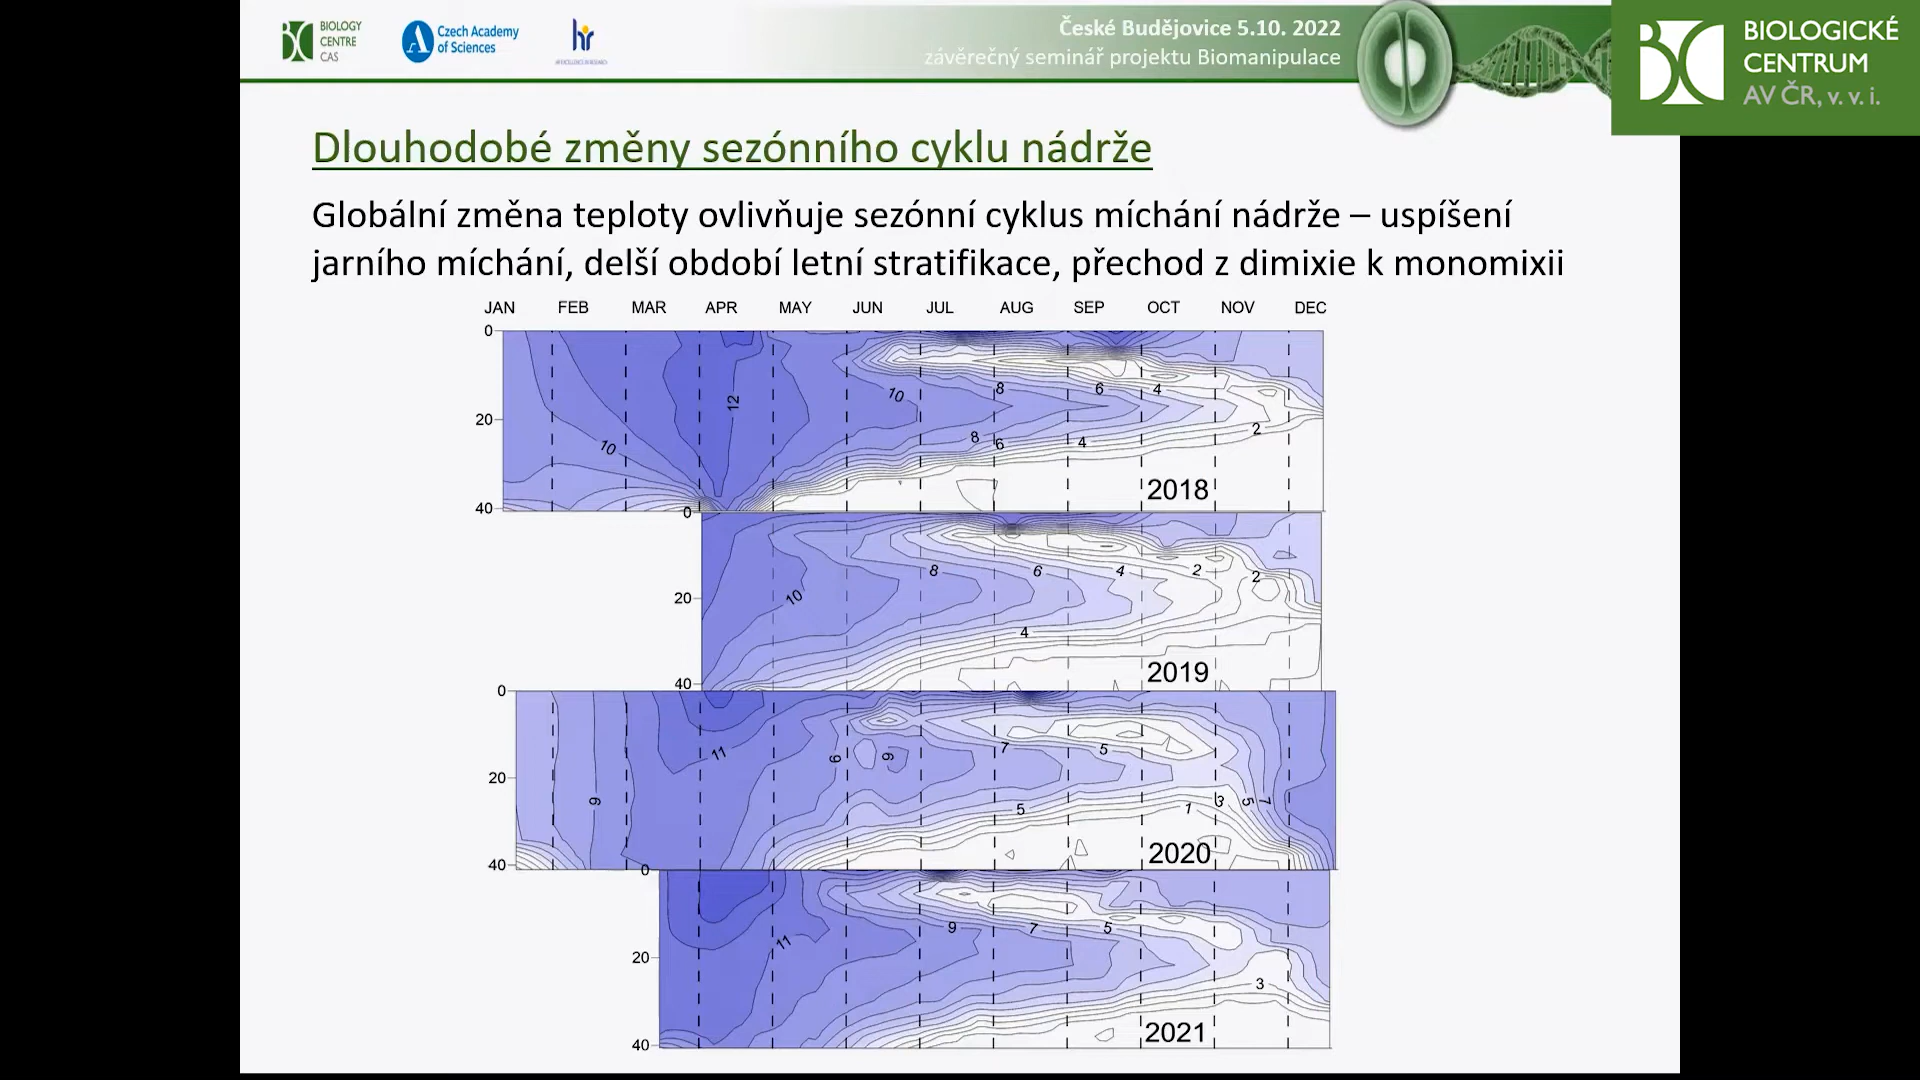 BIOLOGY
CENTRE
CAS
Czech Academy
of Sciences
hr
České Budějovice 5.10. 2022
závěrečný seminář projektu Biomanipulace
BIOLOGICKÉ
CENTRUM
AV ČR, v. v. i.
Dlouhodobé změny sezónního cyklu nádrže
Globální změna teploty ovlivňuje sezónní cyklus míchání nádrže – uspíšení
jarního míchání, delší období letní stratifikace, přechod z dimixie k monomixii
JAN FEB MAR APR MAY JUN JUL AUG SEP OCT NOV DEC
0
12 10 8 6 4
20
10 8 6 4 2
40 2018
0
8 6 4 2 2
20 10
4
40 2019
0
11 9 9 7 5
20
9 5 1 3 5 7
40 2020
0
11 9 7 5
20
3
40 2021